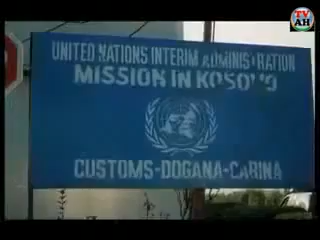 TV
AH
UNITED NATIONS INTERIM ADMINISTRATION
MISSION IN KOSOVO
CUSTOMS-DOGANA-CARINA